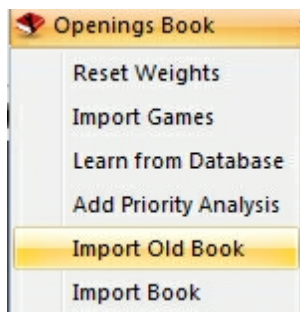 Openings Book
Reset Weights
Import Games
Learn from Database
Add Priority Analysis
Import Old Book
Import Book